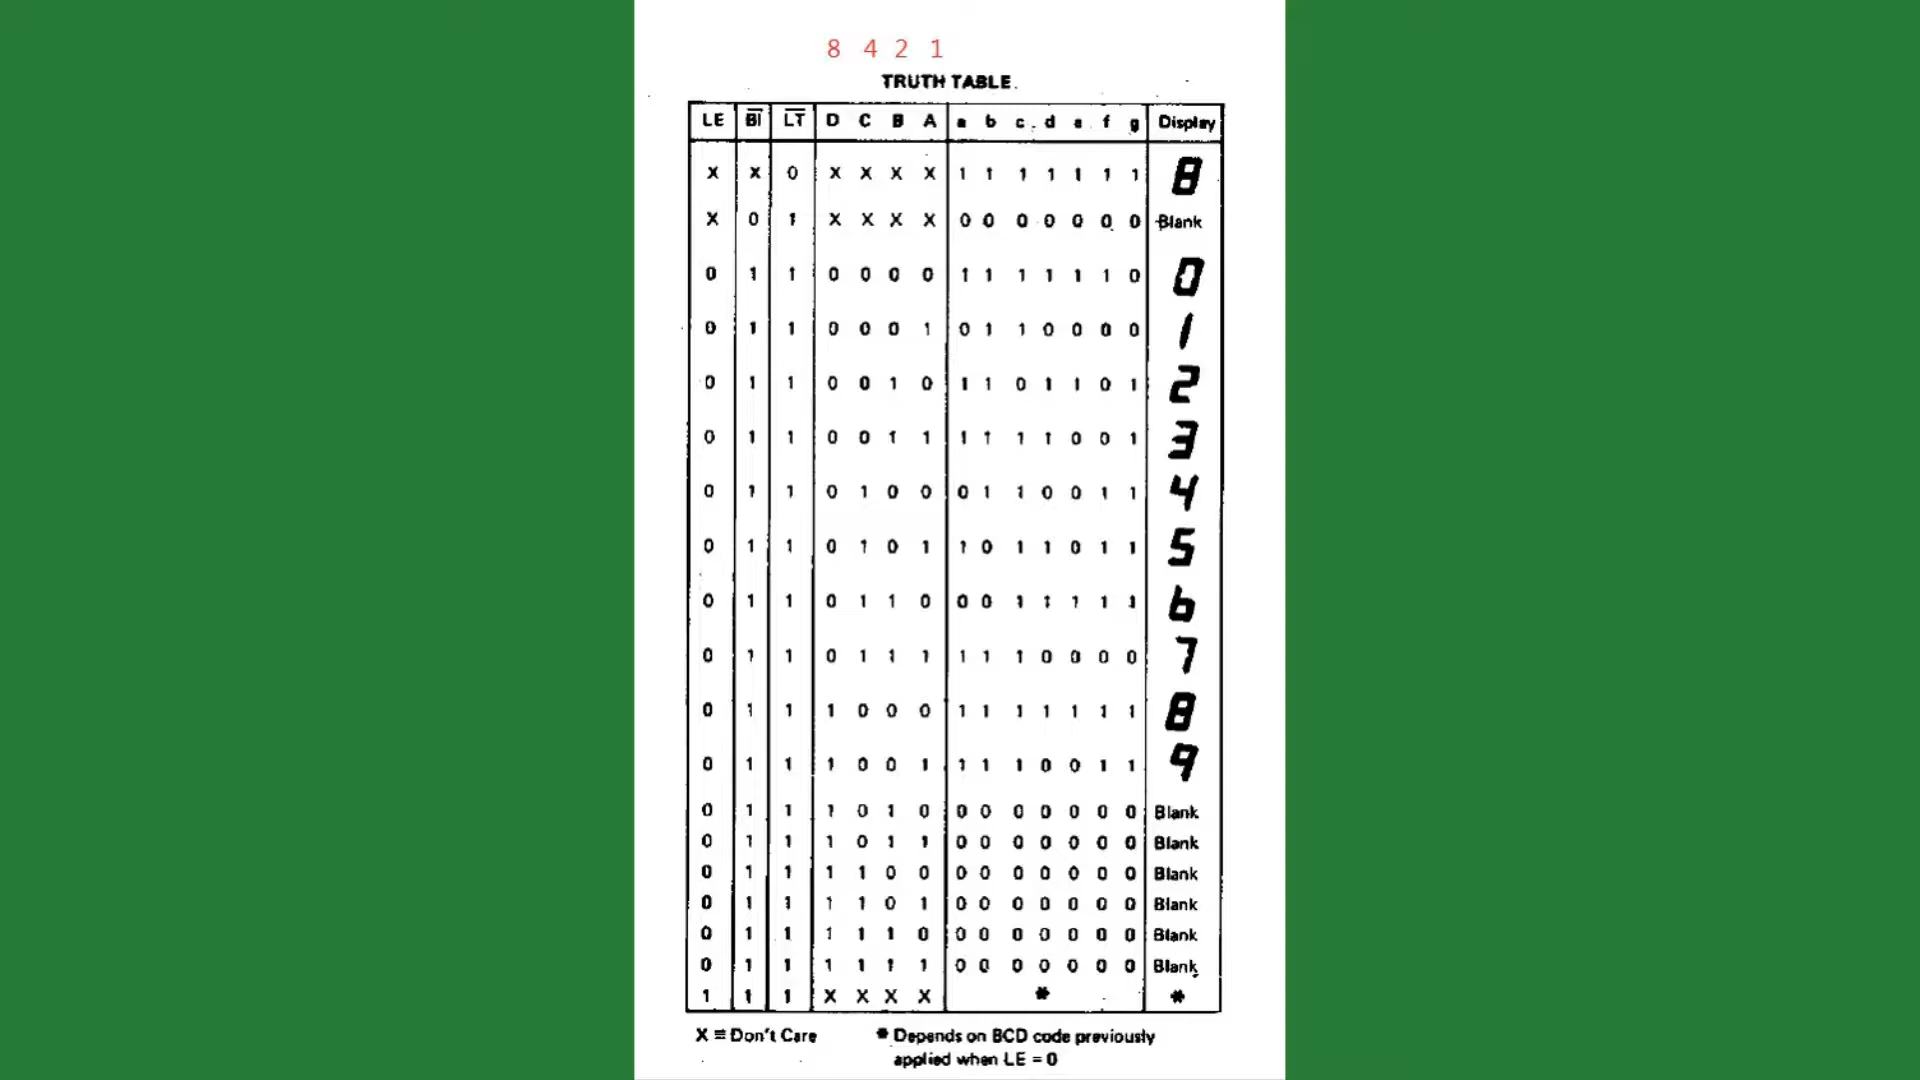 8 4 2 1
TRUTH TABLE
LE BI LT D C B A a b c d e f g Display
X X 0 X X X X 1 1 1 1 1 1 1 8
X 0 1 X X X X 0 0 0 0 0 0 0 Blank
0 1 1 0 0 0 0 1 1 1 1 1 1 0 0
0 1 1 0 0 0 1 0 1 1 0 0 0 0 1
0 1 1 0 0 1 0 1 1 0 1 1 0 1 2
0 1 1 0 0 1 1 1 1 1 1 0 0 1 3
0 1 1 0 1 0 0 0 1 1 0 0 1 1 4
0 1 1 0 1 0 1 1 0 1 1 0 1 1 5
0 1 1 0 1 1 0 0 0 1 1 1 1 1 6
0 1 1 0 1 1 1 1 1 1 0 0 0 0 7
0 1 1 1 0 0 0 1 1 1 1 1 1 1 8
0 1 1 1 0 0 1 1 1 1 0 0 1 1 9
0 1 1 1 0 1 0 0 0 0 0 0 0 0 Blank
0 1 1 1 0 1 1 0 0 0 0 0 0 0 Blank
0 1 1 1 1 0 0 0 0 0 0 0 0 0 Blank
0 1 1 1 1 0 1 0 0 0 0 0 0 0 Blank
0 1 1 1 1 1 0 0 0 0 0 0 0 0 Blank
0 1 1 1 1 1 1 0 0 0 0 0 0 0 Blank
1 1 1 X X X X * *
X ≡ Don't Care * Depends on BCD code previously
applied when LE = 0